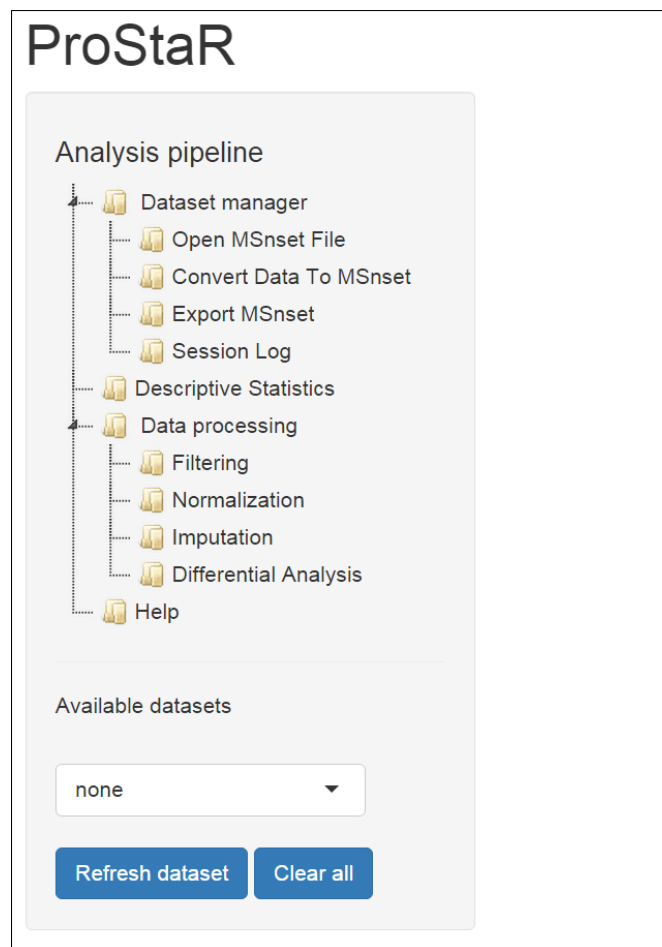 ProStaR
Analysis pipeline
Dataset manager
Open MSnset File
Convert Data To MSnset
Export MSnset
Session Log
Descriptive Statistics
Data processing
Filtering
Normalization
Imputation
Differential Analysis
Help
Available datasets
none
Refresh dataset
Clear all